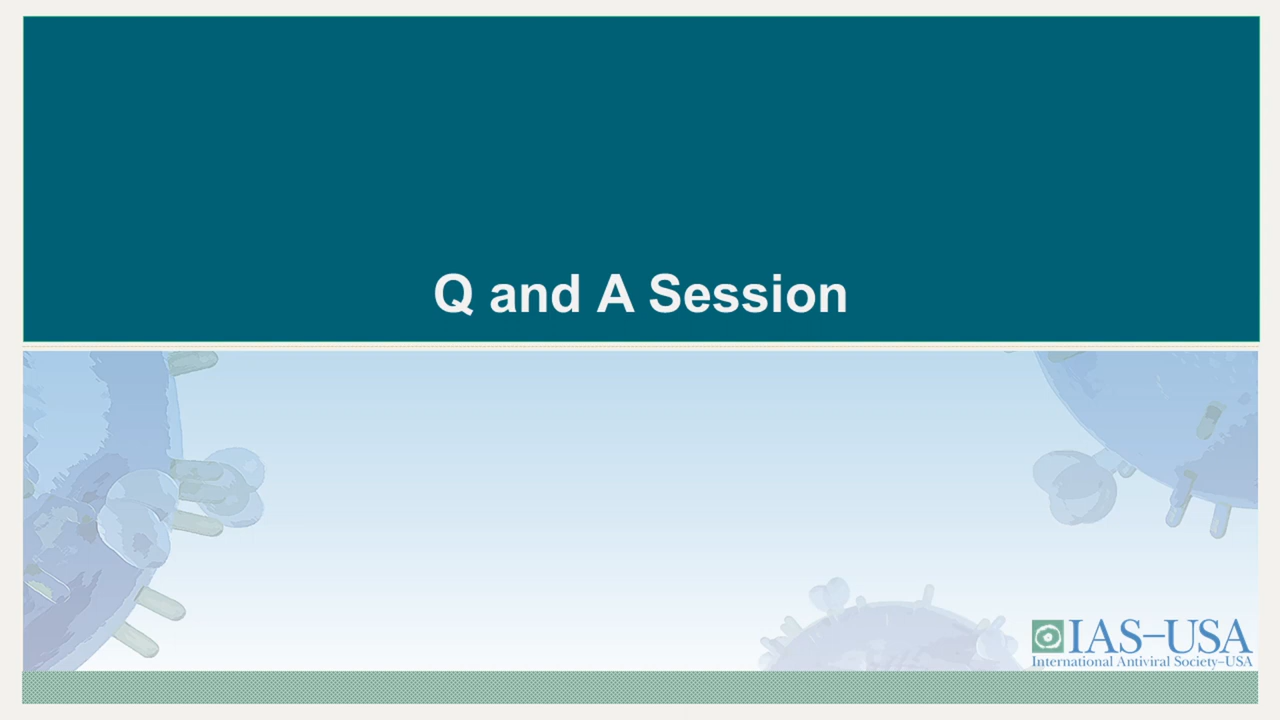 Q and A Session
IAS–USA
International Antiviral Society–USA